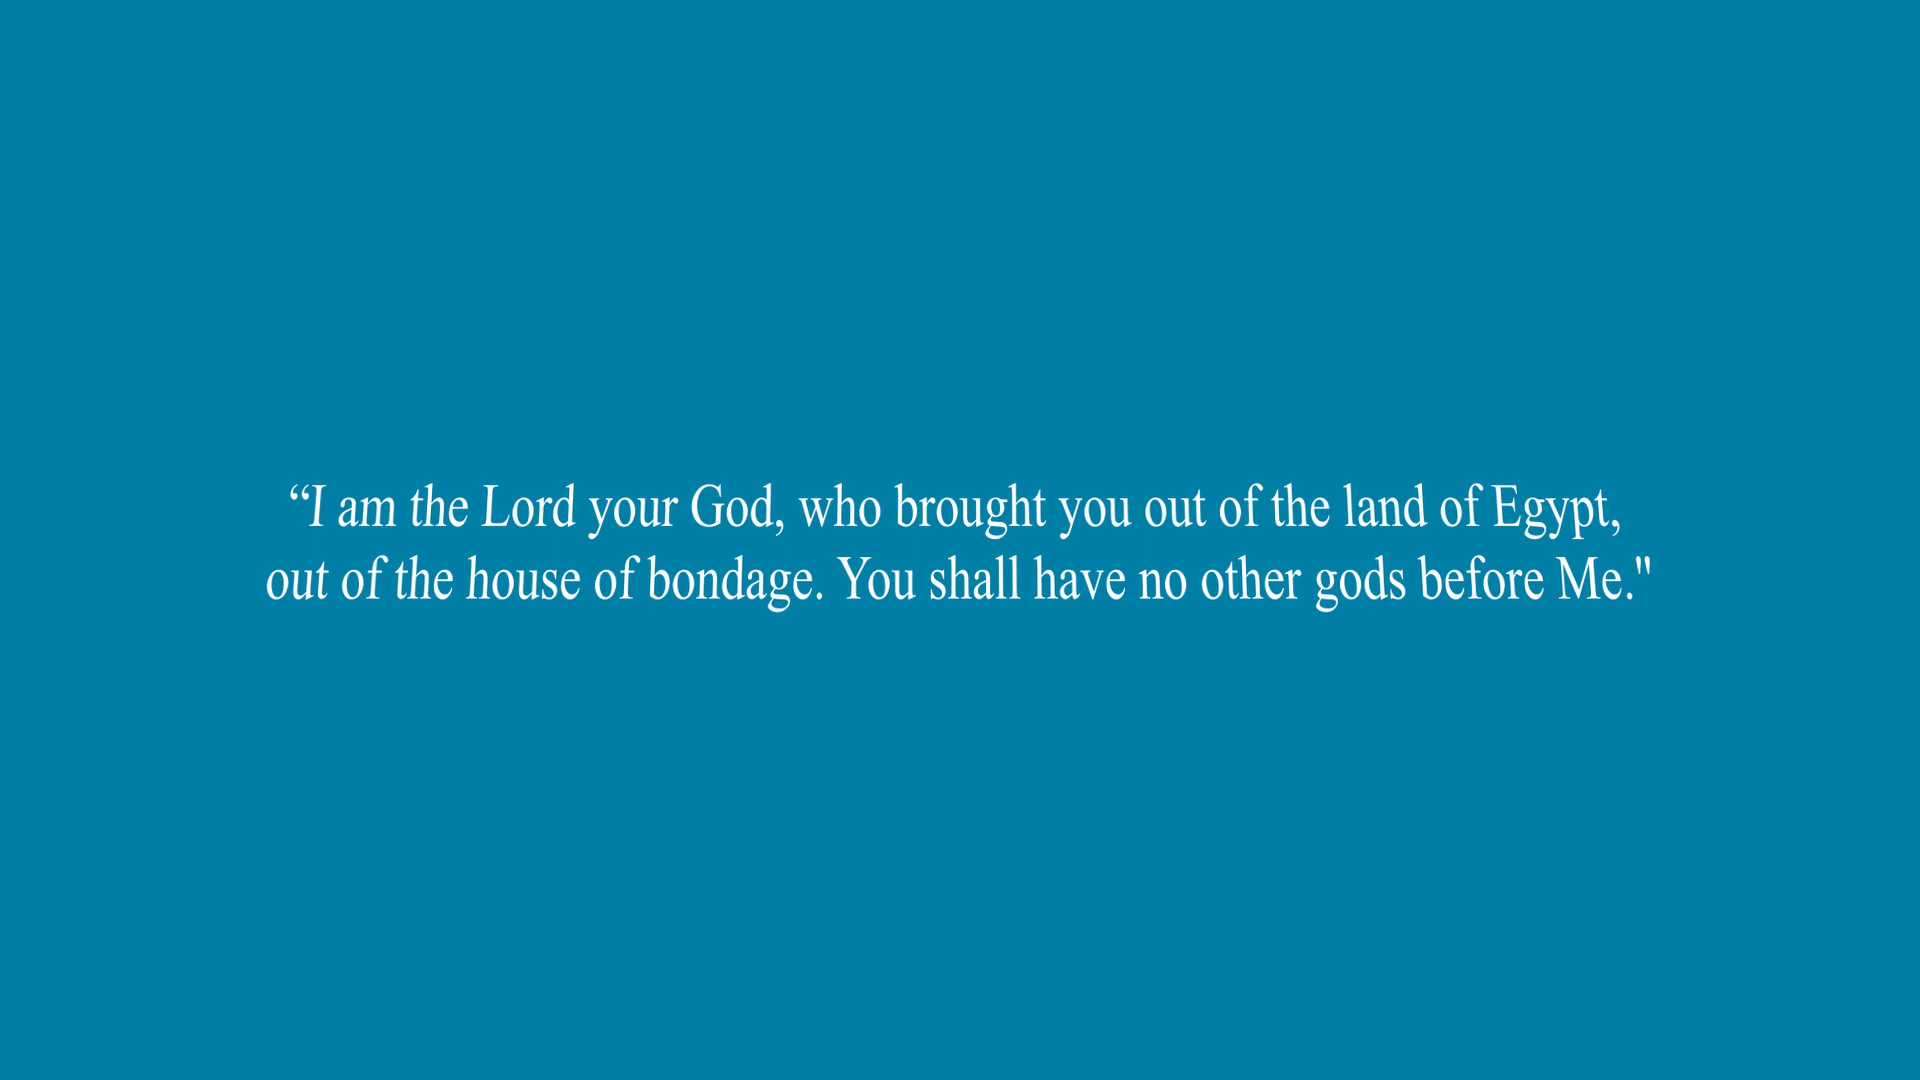 “I am the Lord your God, who brought you out of the land of Egypt,
out of the house of bondage. You shall have no other gods before Me."